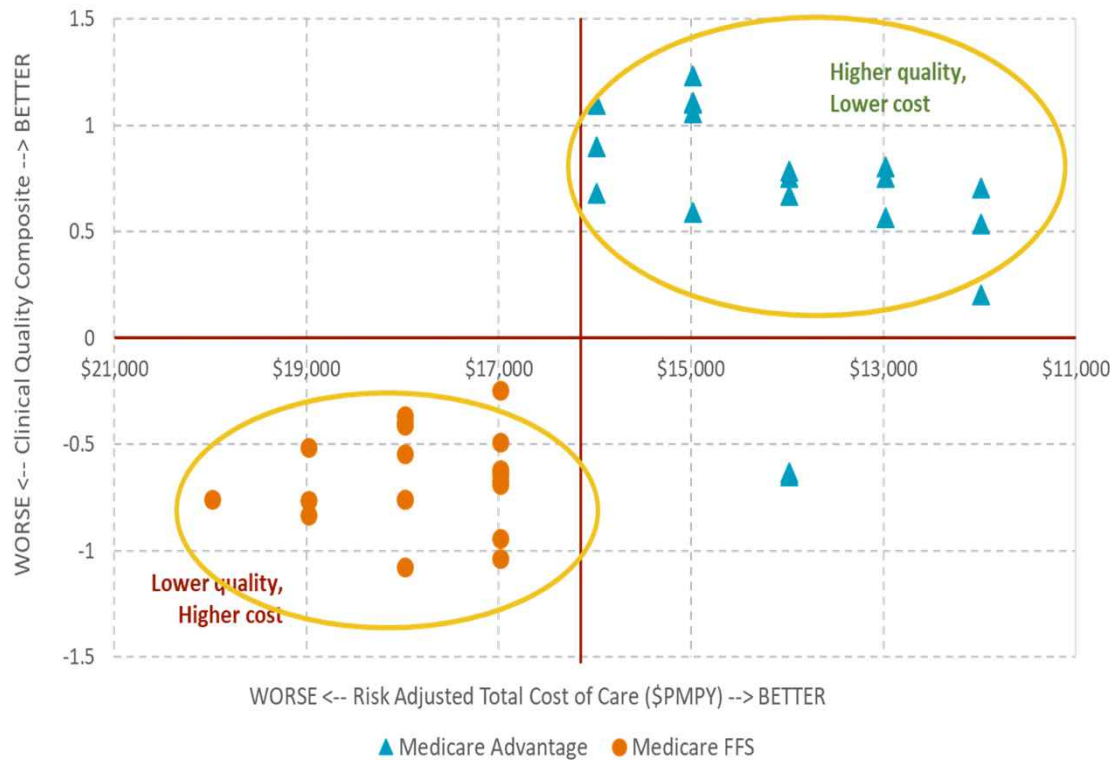 WORSE <-- Clinical Quality Composite --> BETTER
1.5
1
0.5
0
-0.5
-1
-1.5
Higher quality,
Lower cost
$21,000
$19,000
$17,000
$15,000
$13,000
$11,000
Lower quality,
Higher cost
WORSE <-- Risk Adjusted Total Cost of Care ($PMPY) --> BETTER
Medicare Advantage
Medicare FFS